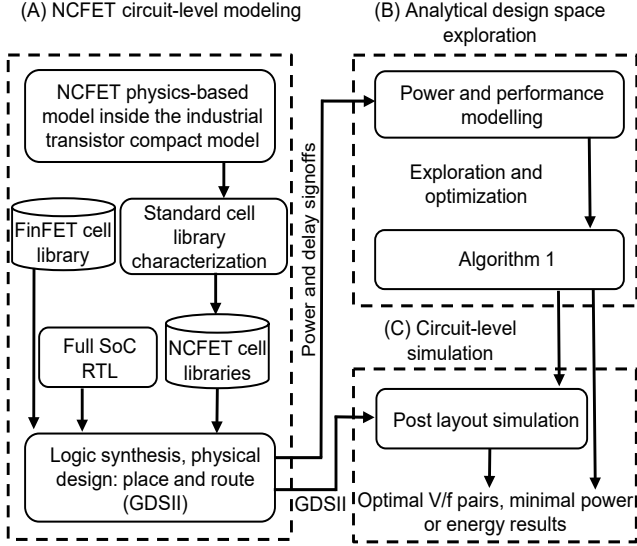 (A) NCFET circuit-level modeling
NCFET physics-based
model inside the industrial
transistor compact model
FinFET cell
library
Standard cell
library
characterization
Full SoC
RTL
NCFET cell
libraries
Logic synthesis, physical
design: place and route
(GDSII)
Power and delay signoffs
GDSII
(B) Analytical design space
exploration
Power and performance
modelling
Exploration and
optimization
Algorithm 1
(C) Circuit-level
simulation
Post layout simulation
Optimal V/f pairs, minimal power
or energy results